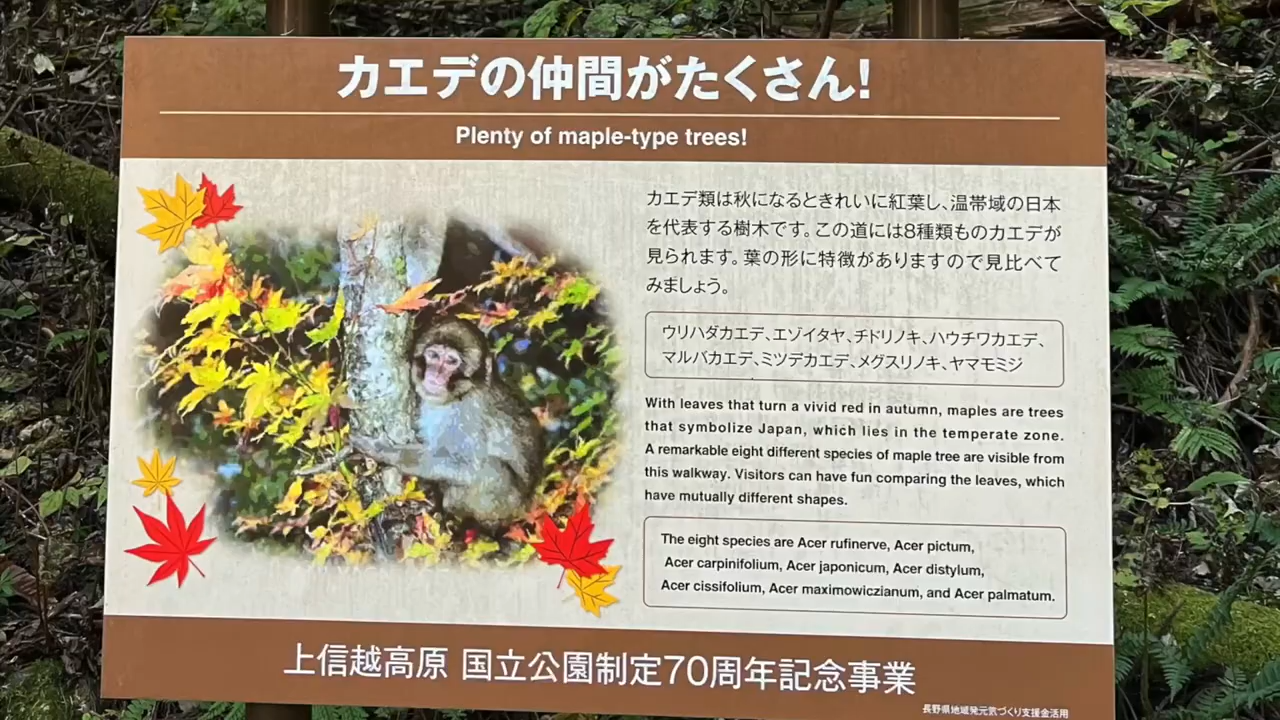 カエデの仲間がたくさん!
Plenty of maple-type trees!
カエデ類は秋になるときれいに紅葉し、温帯域の日本
を代表する樹木です。この道には8種類ものカエデが
見られます。葉の形に特徴がありますので見比べて
みましょう。
ウリハダカエデ、エゾイタヤ、チドリノキ、ハウチワカエデ、
マルバカエデ、ミツデカエデ、メグスリノキ、ヤマモミジ
With leaves that turn a vivid red in autumn, maples are trees
that symbolize Japan, which lies in the temperate zone.
A remarkable eight different species of maple tree are visible from
this walkway. Visitors can have fun comparing the leaves, which
have mutually different shapes.
The eight species are Acer rufinerve, Acer pictum,
Acer carpinifolium, Acer japonicum, Acer distylum,
Acer cissifolium, Acer maximowiczianum, and Acer palmatum.
上信越高原 国立公園制定70周年記念事業
長野県地域発元気づくり支援金活用